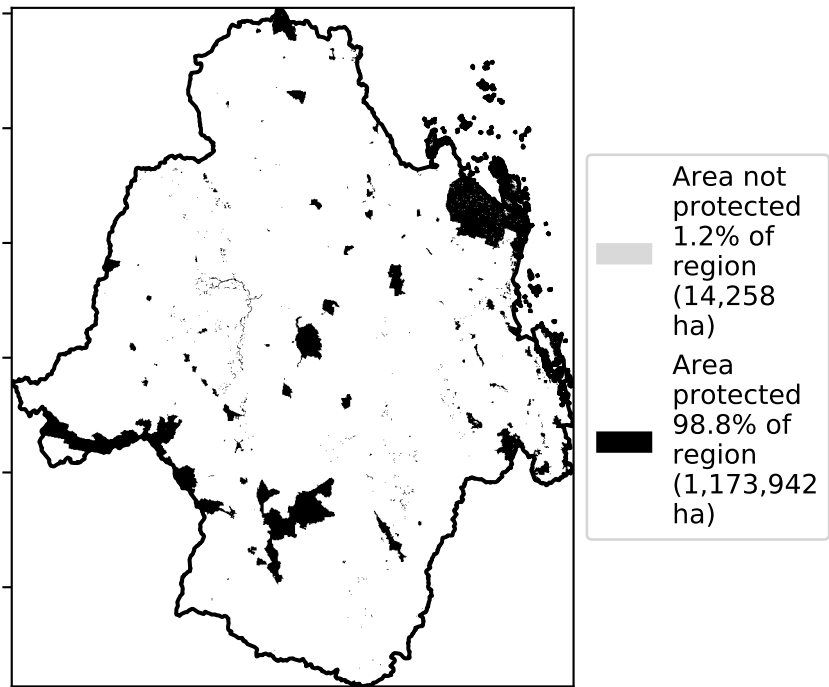 Area not
protected
1.2% of
region
(14,258
ha)
Area
protected
98.8% of
region
(1,173,942
ha)